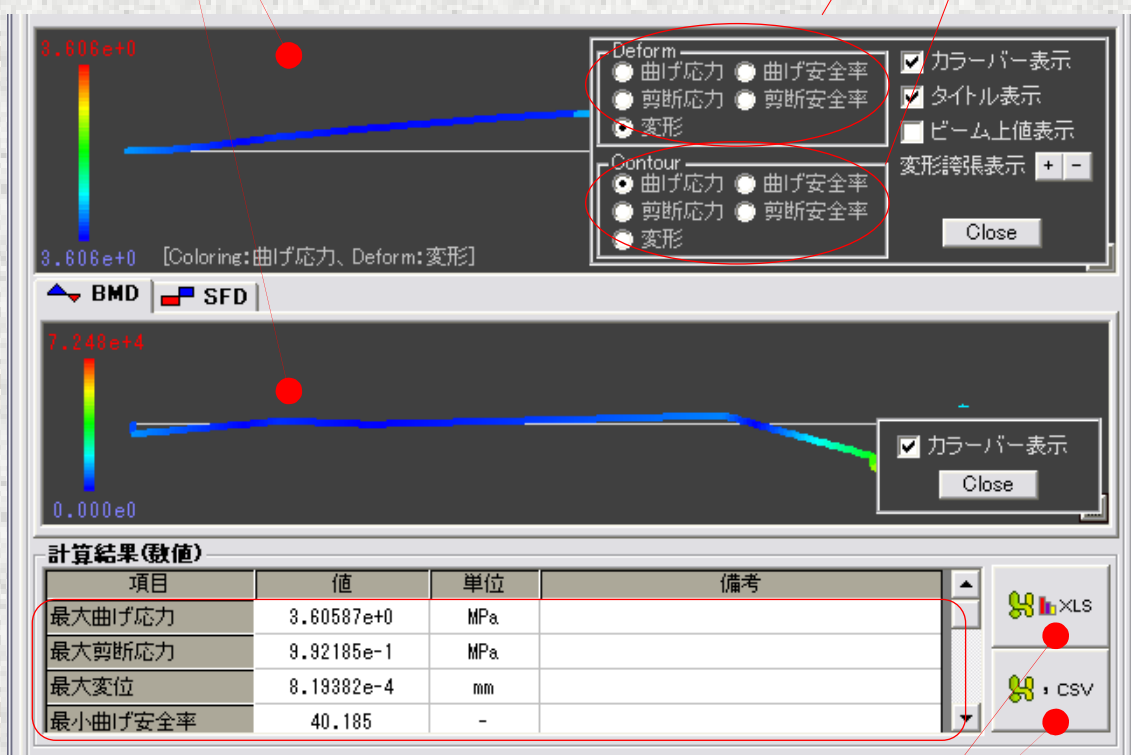 3.606e+0
Deform
曲げ応力 曲げ安全率
剪断応力 剪断安全率
変形
Contour
曲げ応力 曲げ安全率
剪断応力 剪断安全率
変形
カラーバー表示
タイトル表示
ビーム上値表示
変形誇張表示 + -
Close
3.606e+0 [Coloring:曲げ応力、Deform:変形]
BMD SFD
7.248e+4
カラーバー表示
Close
0.000e0
計算結果(数値)
項目 値 単位 備考
最大曲げ応力 3.60587e+0 MPa
最大剪断応力 9.92185e-1 MPa
最大変位 8.19382e-4 mm
最小曲げ安全率 40.185 -
XLS
, CSV